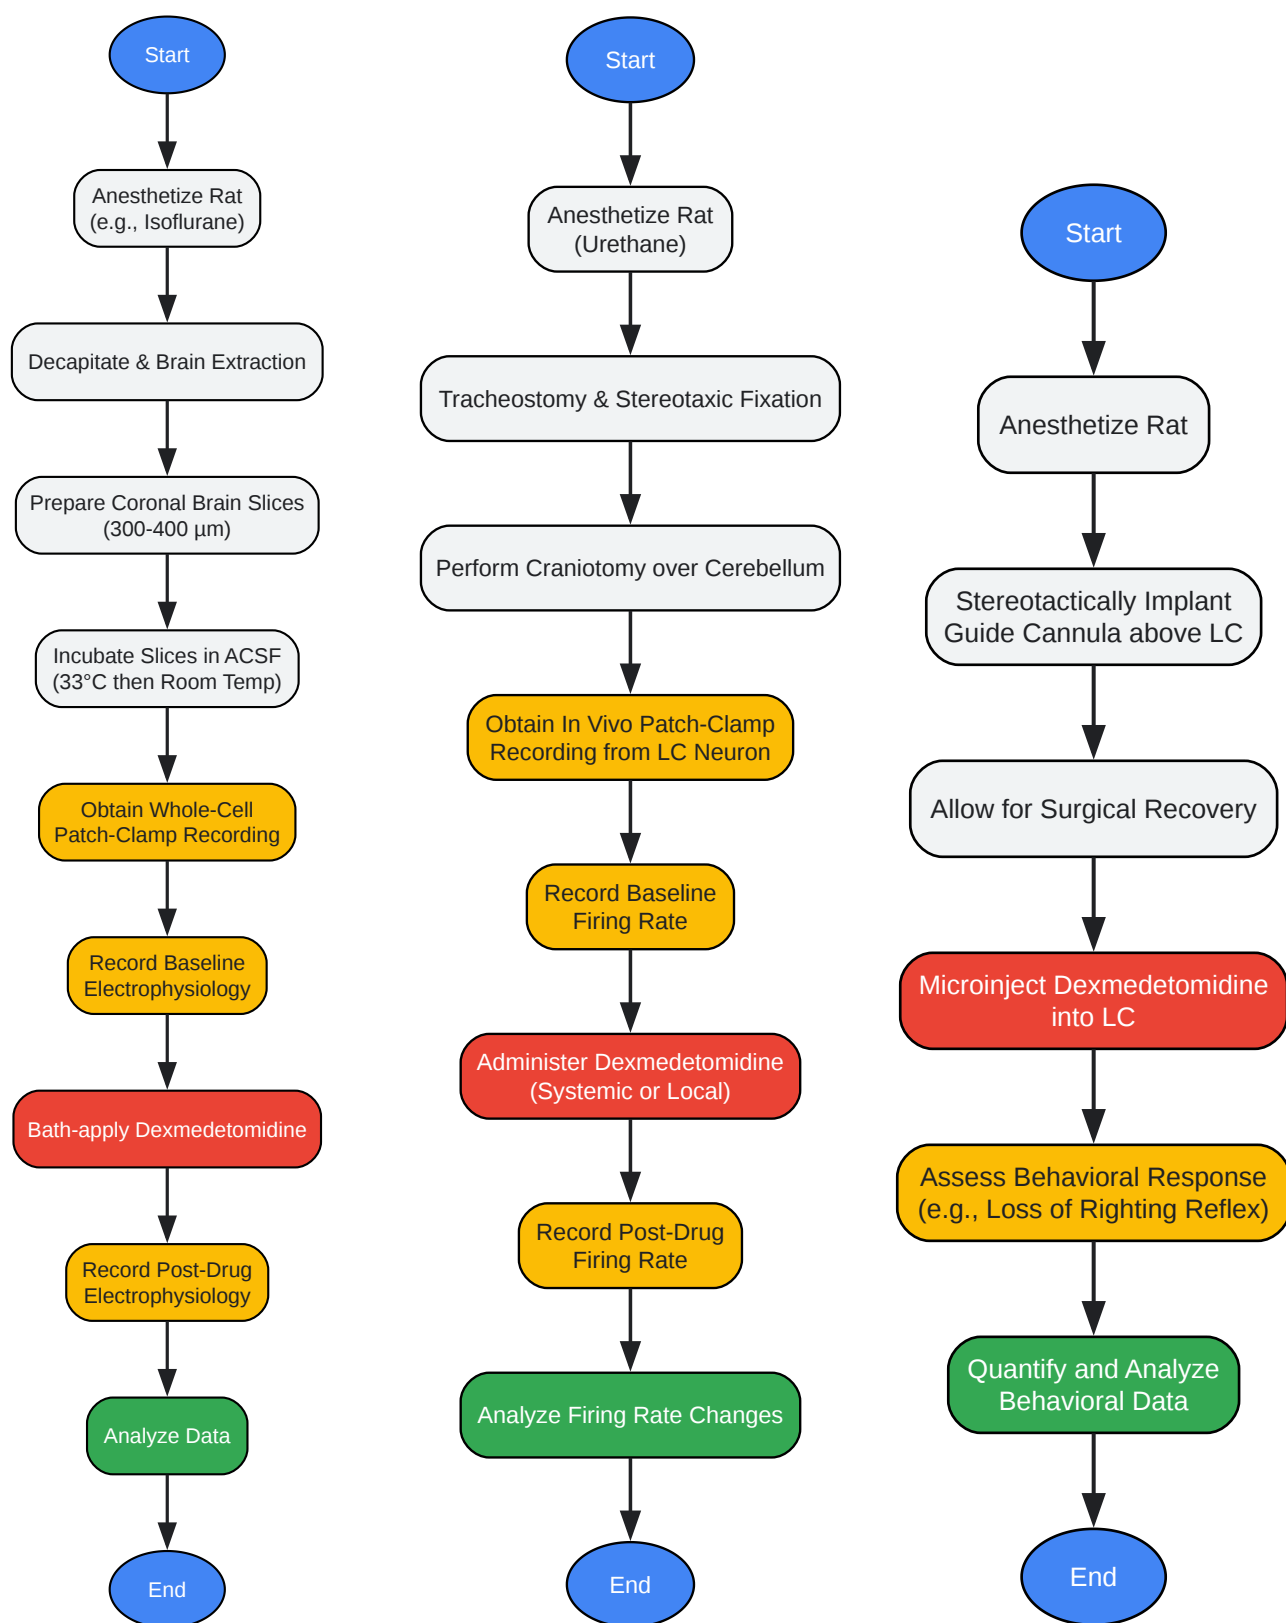 Start
Anesthetize Rat
(e.g., Isoflurane)
Decapitate & Brain Extraction
Prepare Coronal Brain Slices
(300-400 µm)
Incubate Slices in ACSF
(33°C then Room Temp)
Obtain Whole-Cell
Patch-Clamp Recording
Record Baseline
Electrophysiology
Bath-apply Dexmedetomidine
Record Post-Drug
Electrophysiology
Analyze Data
End
Start
Anesthetize Rat
(Urethane)
Tracheostomy & Stereotaxic Fixation
Perform Craniotomy over Cerebellum
Obtain In Vivo Patch-Clamp
Recording from LC Neuron
Record Baseline
Firing Rate
Administer Dexmedetomidine
(Systemic or Local)
Record Post-Drug
Firing Rate
Analyze Firing Rate Changes
End
Start
Anesthetize Rat
Stereotactically Implant
Guide Cannula above LC
Allow for Surgical Recovery
Microinject Dexmedetomidine
into LC
Assess Behavioral Response
(e.g., Loss of Righting Reflex)
Quantify and Analyze
Behavioral Data
End